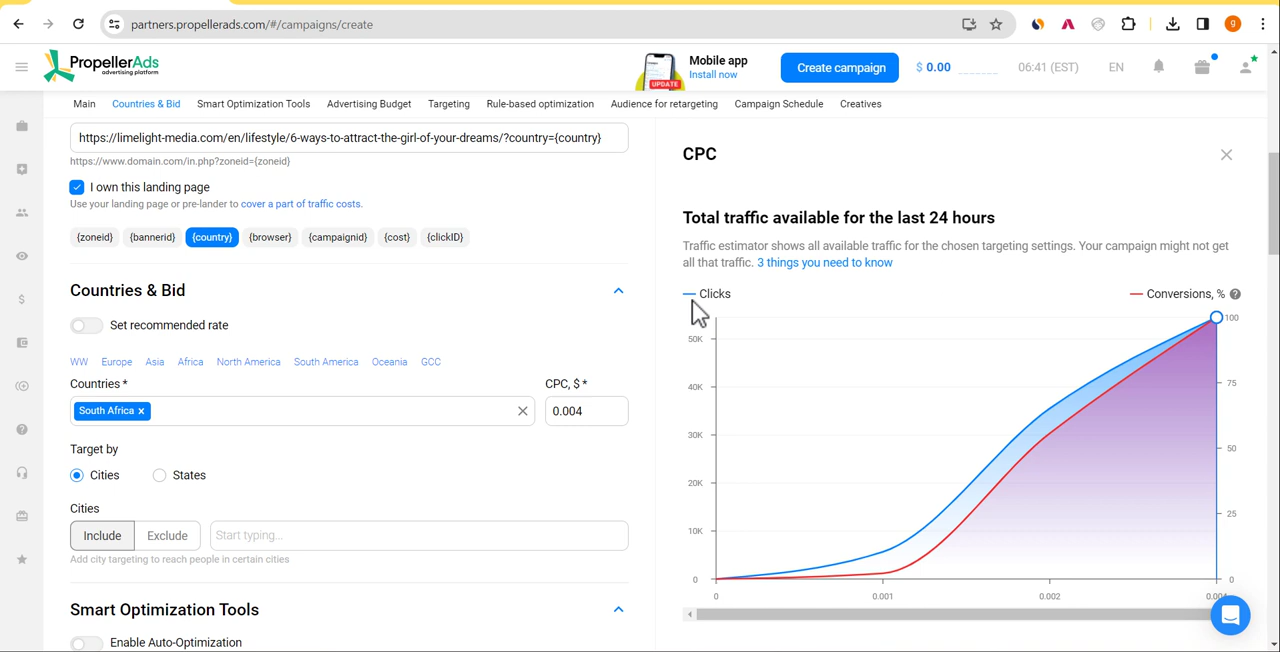 partners.propellerads.com/#/campaigns/create
g
PropellerAds
advertising platform
UPDATE
Mobile app
Install now
Create campaign
$ 0.00
06:41 (EST)
EN
Main
Countries & Bid
Smart Optimization Tools
Advertising Budget
Targeting
Rule-based optimization
Audience for retargeting
Campaign Schedule
Creatives
https://limelight-media.com/en/lifestyle/6-ways-to-attract-the-girl-of-your-dreams/?country={country}
https://www.domain.com/in.php?zoneid={zoneid}
I own this landing page
Use your landing page or pre-lander to cover a part of traffic costs.
{zoneid} {bannerid} {country} {browser} {campaignid} {cost} {clickID}
Countries & Bid
Set recommended rate
WW Europe Asia Africa North America South America Oceania GCC
Countries * CPC, $ *
South Africa × 0.004
Target by
Cities States
Cities
Include Exclude Start typing...
Add city targeting to reach people in certain cities
Smart Optimization Tools
Enable Auto-Optimization
CPC
Total traffic available for the last 24 hours
Traffic estimator shows all available traffic for the chosen targeting settings. Your campaign might not get
all that traffic. 3 things you need to know
Clicks Conversions, % ?
50K 100
40K 75
30K 50
20K 25
10K
0 0
0 0.001 0.002